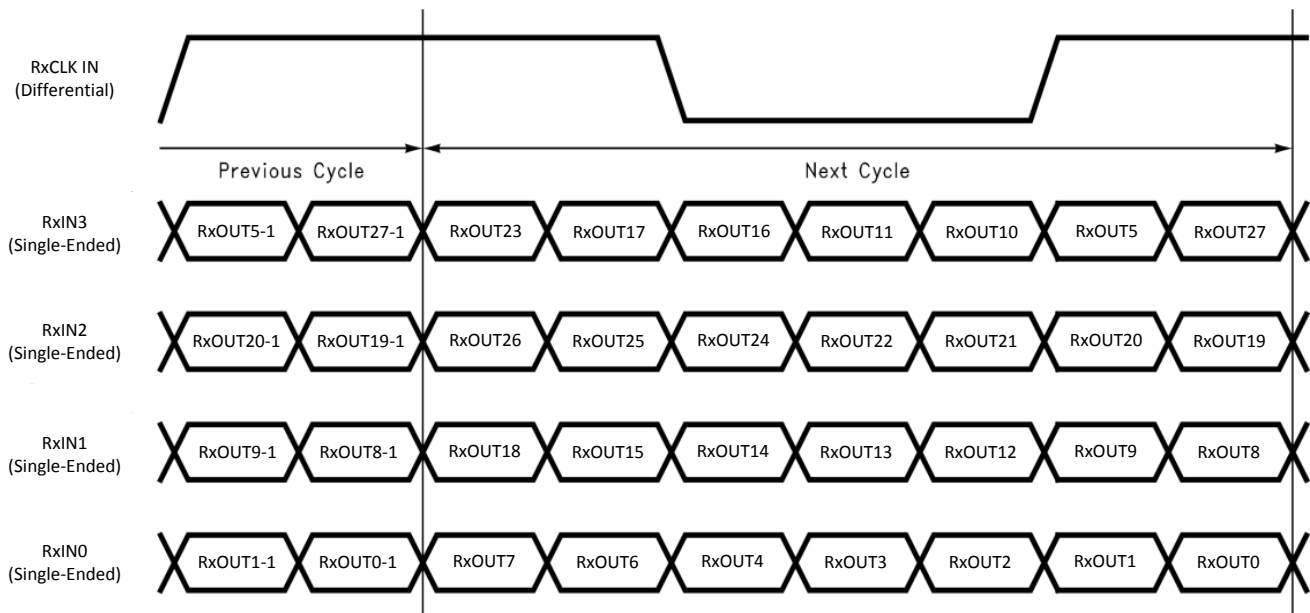 RxCLK IN
(Differential)
Previous Cycle
Next Cycle
RxIN3
(Single-Ended)
RxOUT5-1 RxOUT27-1 RxOUT23 RxOUT17 RxOUT16 RxOUT11 RxOUT10 RxOUT5 RxOUT27
RxIN2
(Single-Ended)
RxOUT20-1 RxOUT19-1 RxOUT26 RxOUT25 RxOUT24 RxOUT22 RxOUT21 RxOUT20 RxOUT19
RxIN1
(Single-Ended)
RxOUT9-1 RxOUT8-1 RxOUT18 RxOUT15 RxOUT14 RxOUT13 RxOUT12 RxOUT9 RxOUT8
RxIN0
(Single-Ended)
RxOUT1-1 RxOUT0-1 RxOUT7 RxOUT6 RxOUT4 RxOUT3 RxOUT2 RxOUT1 RxOUT0